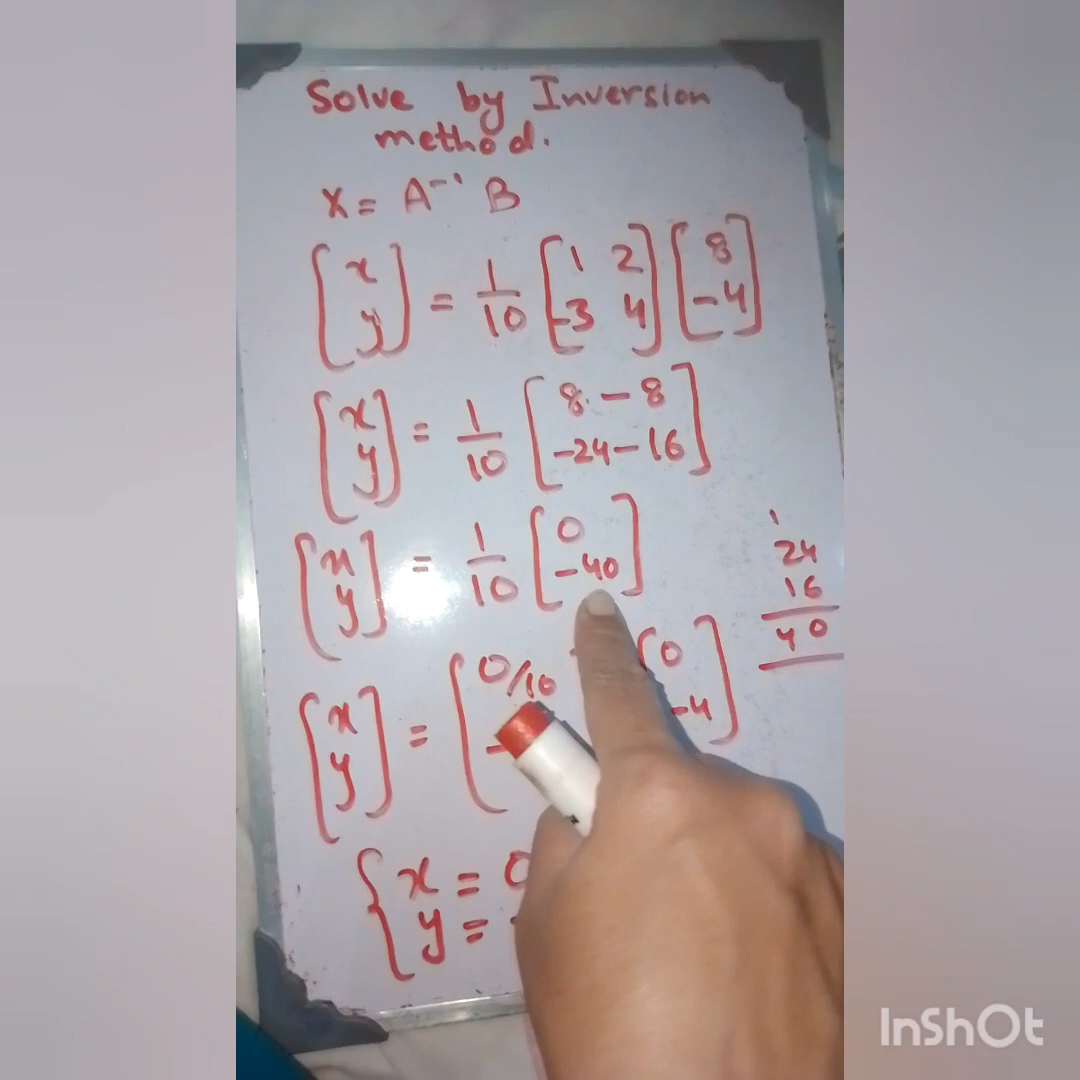 Solve by Inversion
method.
X = A⁻¹ B
[x y] = 1/10 [1 2 -3 4] [8 -4]
[x y] = 1/10 [8 - 8 -24 - 16]
[x y] = 1/10 [0 -40]
1
24
16
40
[x y] = [0/10 - [0 -4]
{x = 0
y = -
InShOt